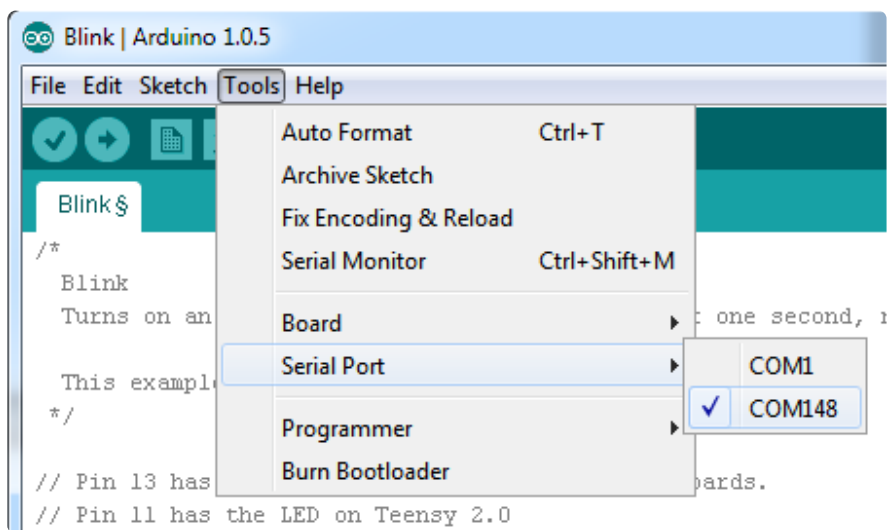 Blink | Arduino 1.0.5
File Edit Sketch Tools Help
Auto Format Ctrl+T
Archive Sketch
Fix Encoding & Reload
Serial Monitor Ctrl+Shift+M
Board
Serial Port
COM1
COM148
Programmer
Burn Bootloader
Blink§
/*
Blink
Turns on an one second,
This
*/
// Pin 13 has
// Pin 11 has the LED on Teensy 2.0